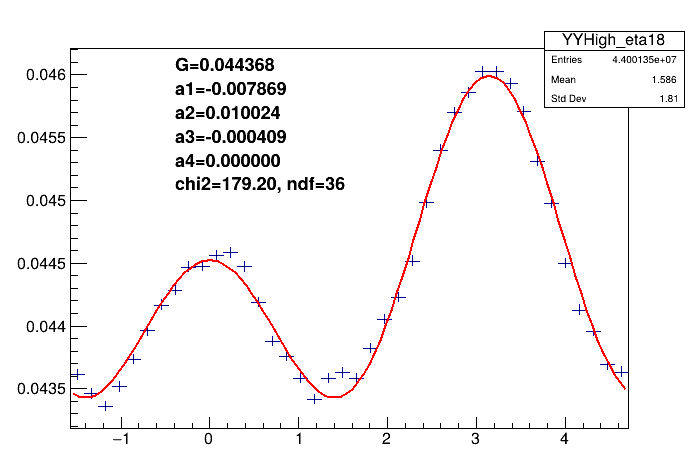 YYHigh_eta18
Entries 4.400135e+07
Mean 1.586
Std Dev 1.81
G=0.044368
a1=-0.007869
a2=0.010024
a3=-0.000409
a4=0.000000
chi2=179.20, ndf=36
0.046
0.0455
0.045
0.0445
0.044
0.0435
−1 0 1 2 3 4